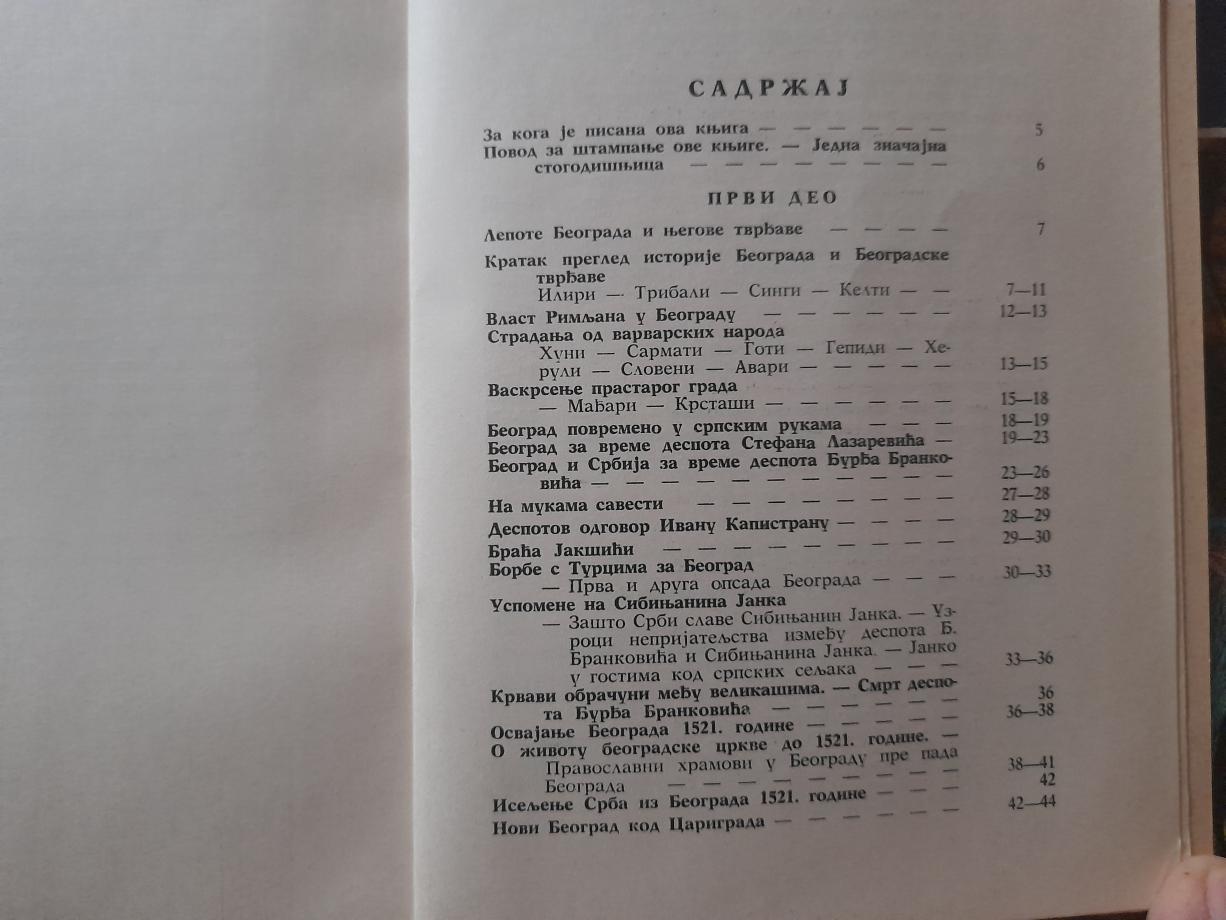 САДРЖАЈ
За кога је писана ова књига — — — — — — 5
Повод за штампање ове књиге. — Једна значајна
стогодишњица — — — — — — — — 6
ПРВИ ДЕО
Лепоте Београда и његове тврђаве — — — — 7
Кратак преглед историје Београда и Београдске
тврђаве
Илири — Трибали — Синги — Келти — — 7—11
Власт Римљана у Београду — — — — — — 12—13
Страдања од варварских народа
Хуни — Сармати — Готи — Гепиди — Хе-
рули — Словени — Авари — — — — — 13—15
Васкрсење прастарог града
— Мађари — Крсташи — — — — — — 15—18
Београд повремено у српским рукама — — — 18—19
Београд за време деспота Стефана Лазаревића — 19—23
Београд и Србија за време деспота Ђурђа Бранко-
вића — — — — — — — — — — — 23—26
На мукама савести — — — — — — — — 27—28
Деспотов одговор Ивану Капистрану — — — — 28—29
Браћа Јакшићи — — — — — — — — — 29—30
Борбе с Турцима за Београд
— Прва и друга опсада Београда — — — 30—33
Успомене на Сибињанина Јанка
— Зашто Срби славе Сибињанин Јанка. — Уз-
роци непријатељства између деспота Ђ.
Бранковића и Сибињанина Јанка. — Јанко
у гостима код српских сељака — — — 33—36
Крвави обрачуни међу великашима. — Смрт деспо-
та Ђурђа Бранковића — — — — — — 36
Освајање Београда 1521. године — — — — — 36—38
О животу београдске цркве до 1521. године. —
Православни храмови у Београду пре пада
Београда — — — — — — — — — 38—41
Исељење Срба из Београда 1521. године — — — 42
Нови Београд код Цариграда — — — — — — 42—44